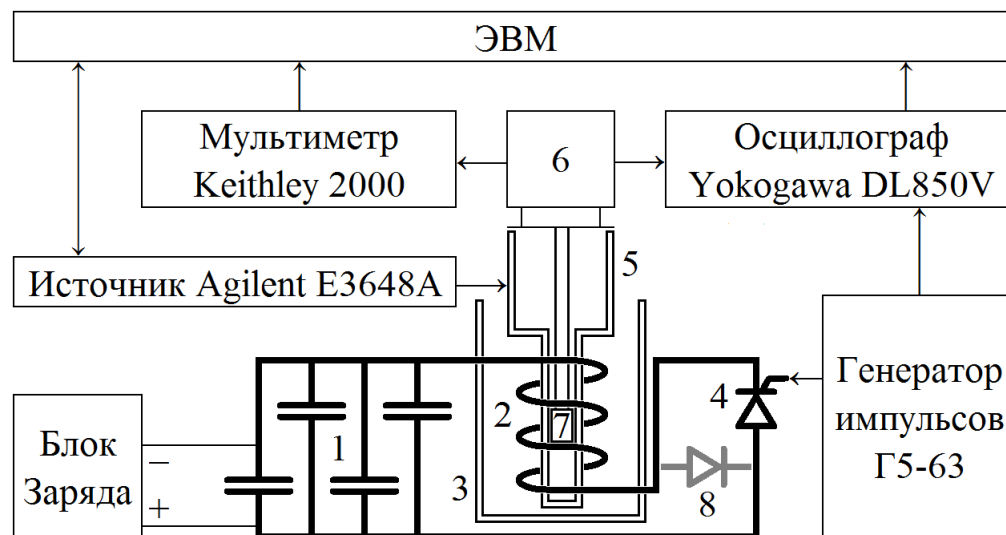 ЭВМ
Мультиметр
Keithley 2000
6
Осциллограф
Yokogawa DL850V
5
Источник Agilent E3648A
Блок
Заряда
–
+
1
2
3
7
4
8
Генератор
импульсов
Г5-63